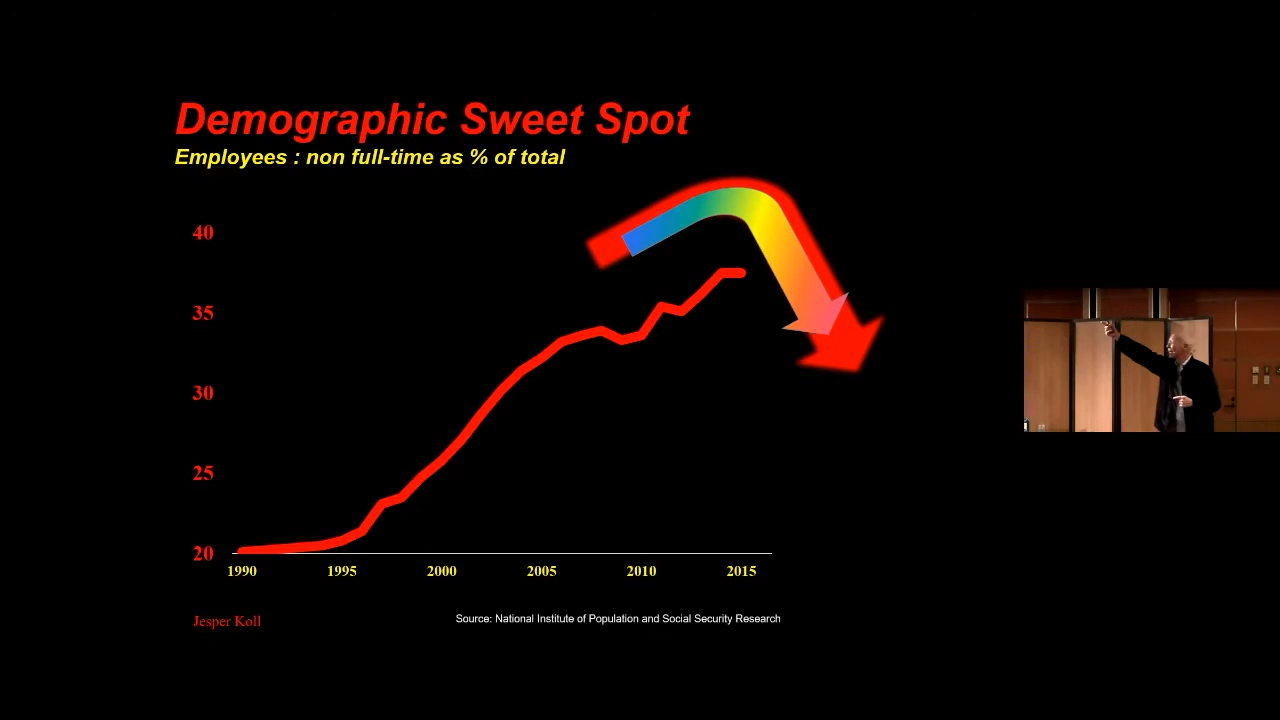 Demographic Sweet Spot
Employees : non full-time as % of total
40
35
30
25
20
1990 1995 2000 2005 2010 2015
Jesper Koll
Source: National Institute of Population and Social Security Research